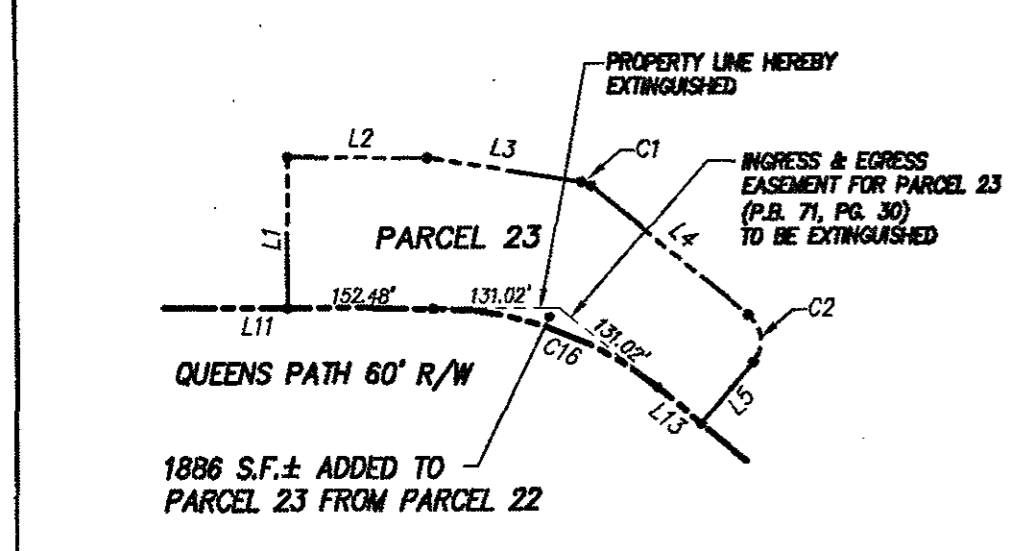 PROPERTY LINE HEREBY
EXTINGUISHED
L2
L3
C1
INGRESS & EGRESS
EASEMENT FOR PARCEL 23
(P.B. 71, PG. 30)
TO BE EXTINGUISHED
L1
PARCEL 23
L4
152.48'
131.02'
C2
L11
131.02'
C16
QUEENS PATH 60' R/W
L5
L13
1886 S.F.± ADDED TO
PARCEL 23 FROM PARCEL 22